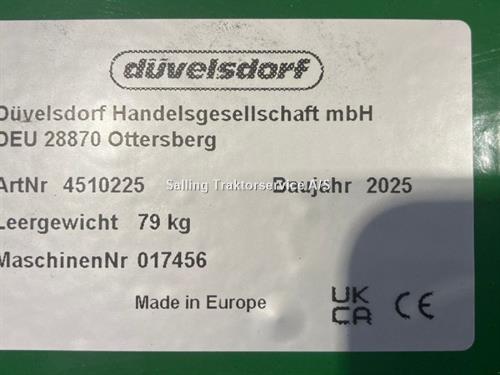 düvelsdorf
Düvelsdorf Handelsgesellschaft mbH
DEU 28870 Ottersberg
ArtNr 4510225 Baujahr 2025
Salling Traktorservice A/S
Leergewicht 79 kg
MaschinenNr 017456
Made in Europe
UK
CA CE